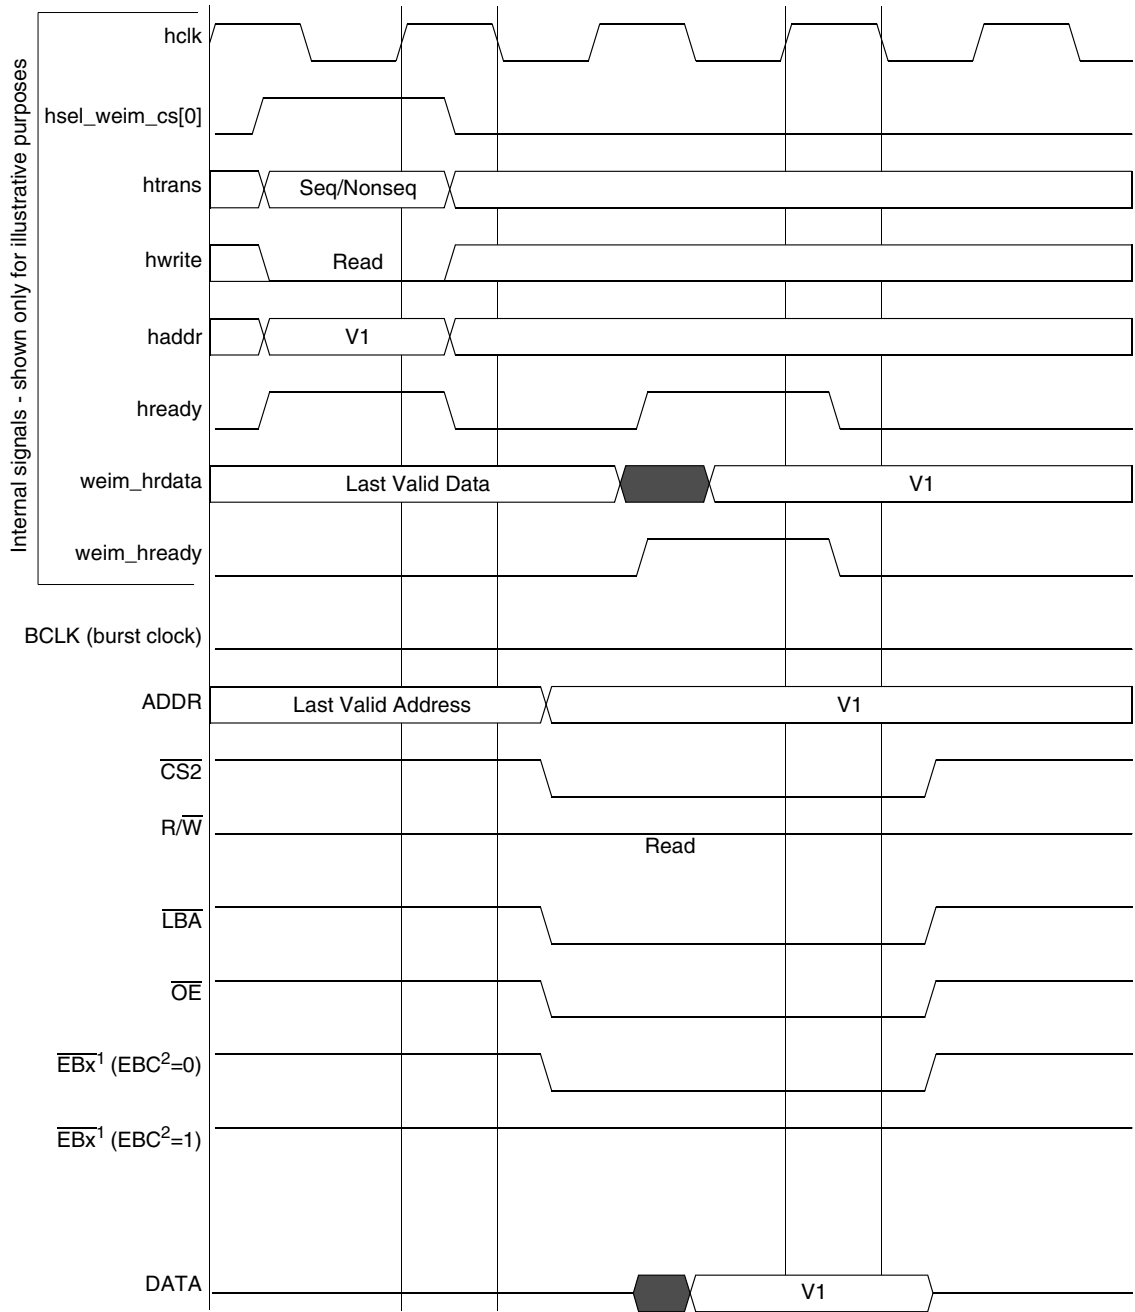 Internal signals - shown only for illustrative purposes
hclk
hsel_weim_cs[0]
htrans Seq/Nonseq
hwrite Read
haddr V1
hready
weim_hrdata Last Valid Data V1
weim_hready
BCLK (burst clock)
ADDR Last Valid Address V1
CS2
R/W
Read
LBA
OE
EBx1 (EBC2=0)
EBx1 (EBC2=1)
DATA V1